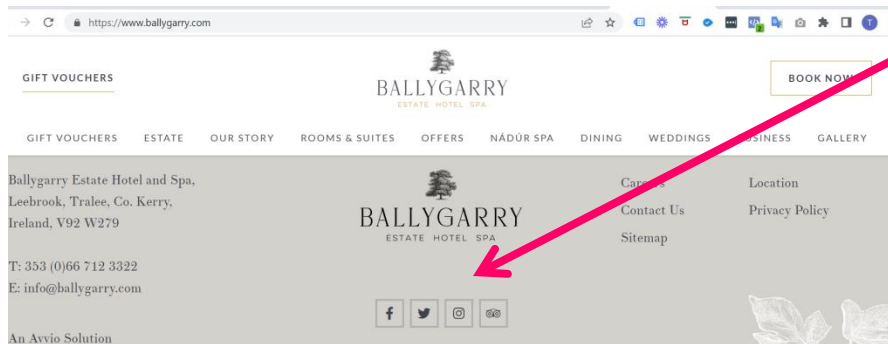 https://www.ballygarry.com
2
T
GIFT VOUCHERS
BALLYGARRY
ESTATE HOTEL SPA
BOOK NOW
GIFT VOUCHERS ESTATE OUR STORY ROOMS & SUITES OFFERS NÁDÚR SPA DINING WEDDINGS BUSINESS GALLERY
Ballygarry Estate Hotel and Spa,
Leebrook, Tralee, Co. Kerry,
Ireland, V92 W279
T: 353 (0)66 712 3322
E: info@ballygarry.com
An Avvio Solution
BALLYGARRY
ESTATE HOTEL SPA
Careers
Contact Us
Sitemap
Location
Privacy Policy